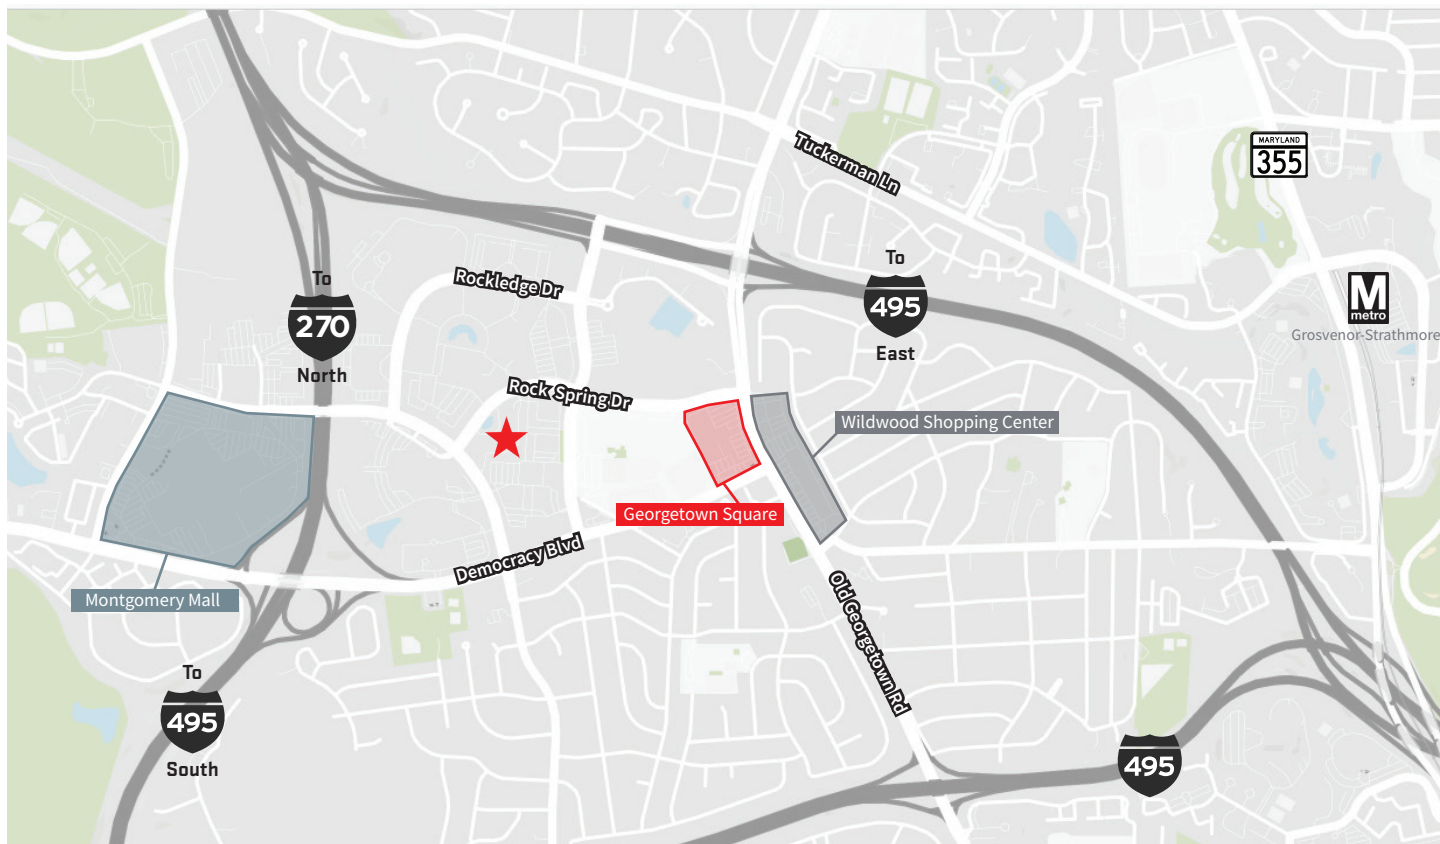 Tuckerman Ln
MARYLAND
355
To
270
North
Rockledge Dr
To
495
East
M
metro
Grosvenor-Strathmore
Rock Spring Dr
Wildwood Shopping Center
Georgetown Square
Democracy Blvd
Montgomery Mall
Old Georgetown Rd
To
495
South
495